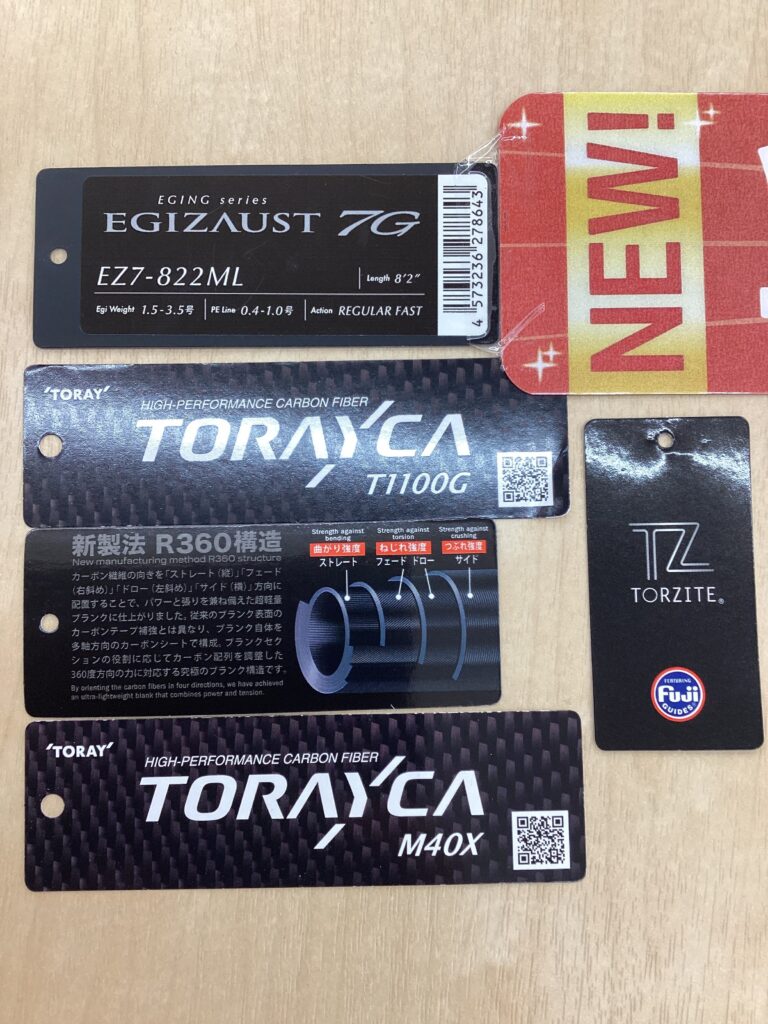 NEW!
EGING series
EGIZAUST 7G
EZ7-822ML
Length 8'2"
Egi Weight 1.5-3.5号 PE Line 0.4-1.0号 Action REGULAR FAST
4 573236 278643
'TORAY'
HIGH-PERFORMANCE CARBON FIBER
TORAYCA
T1100G
新製法 R360構造
New manufacturing method R360 structure
カーボン繊維の向きを「ストレート(縦)」「フェード
(右斜め)」「ドロー(左斜め)」「サイド(横)」方向に
配置することで、パワーと張りを兼ね備えた超軽量
ブランクに仕上がりました。従来のブランク表面の
カーボンテープ補強とは異なり、ブランク自体を
多軸方向のカーボンシートで構成。ブランクセク
ションの役割に応じてカーボン配列を調整した
360度方向の力に対応する究極のブランク構造です。
By orienting the carbon fibers in four directions, we have achieved
an ultra-lightweight blank that combines power and tension.
Strength against
bending
曲がり強度
ストレート
Strength against
torsion
ねじれ強度
フェード ドロー
Strength against
crushing
つぶれ強度
サイド
TZ
TORZITE®
FEATURING
Fuji
GUIDES
'TORAY'
HIGH-PERFORMANCE CARBON FIBER
TORAYCA
M40X